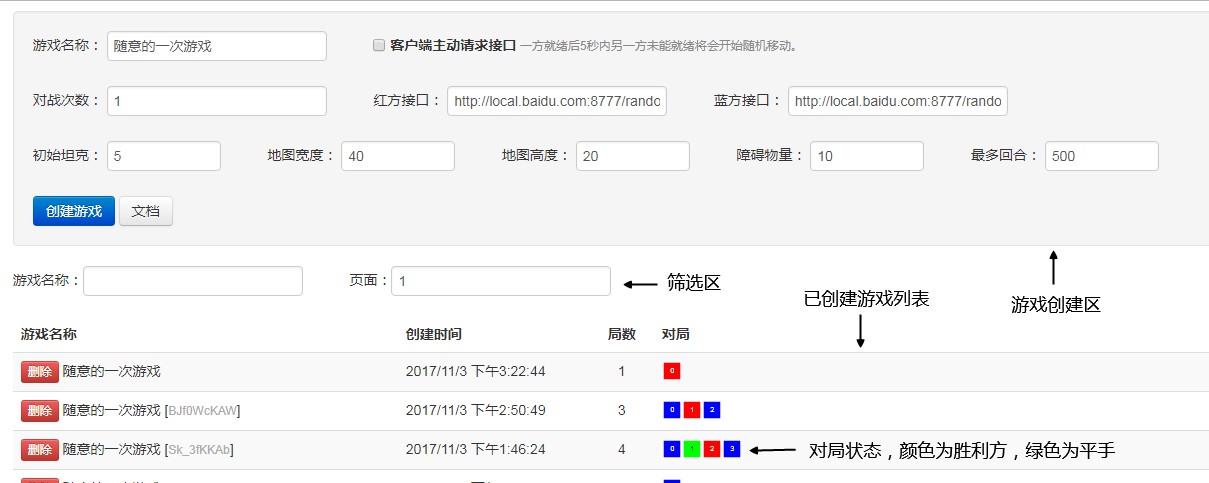 游戏名称： 随意的一次游戏 客户端主动请求接口 一方就绪后5秒内另一方未能就绪将会开始随机移动。
对战次数： 1 红方接口： http://local.baidu.com:8777/rando 蓝方接口： http://local.baidu.com:8777/rando
初始坦克： 5 地图宽度： 40 地图高度： 20 障碍物量： 10 最多回合： 500
创建游戏 文档
游戏名称： 页面： 1 筛选区
已创建游戏列表 游戏创建区
游戏名称 创建时间 局数 对局
删除 随意的一次游戏 2017/11/3 下午3:22:44 1 0
删除 随意的一次游戏 [BJf0WcKAW] 2017/11/3 下午2:50:49 3 0 1 2
删除 随意的一次游戏 [Sk_3fKKAb] 2017/11/3 下午1:46:24 4 0 1 2 3 对局状态，颜色为胜利方，绿色为平手